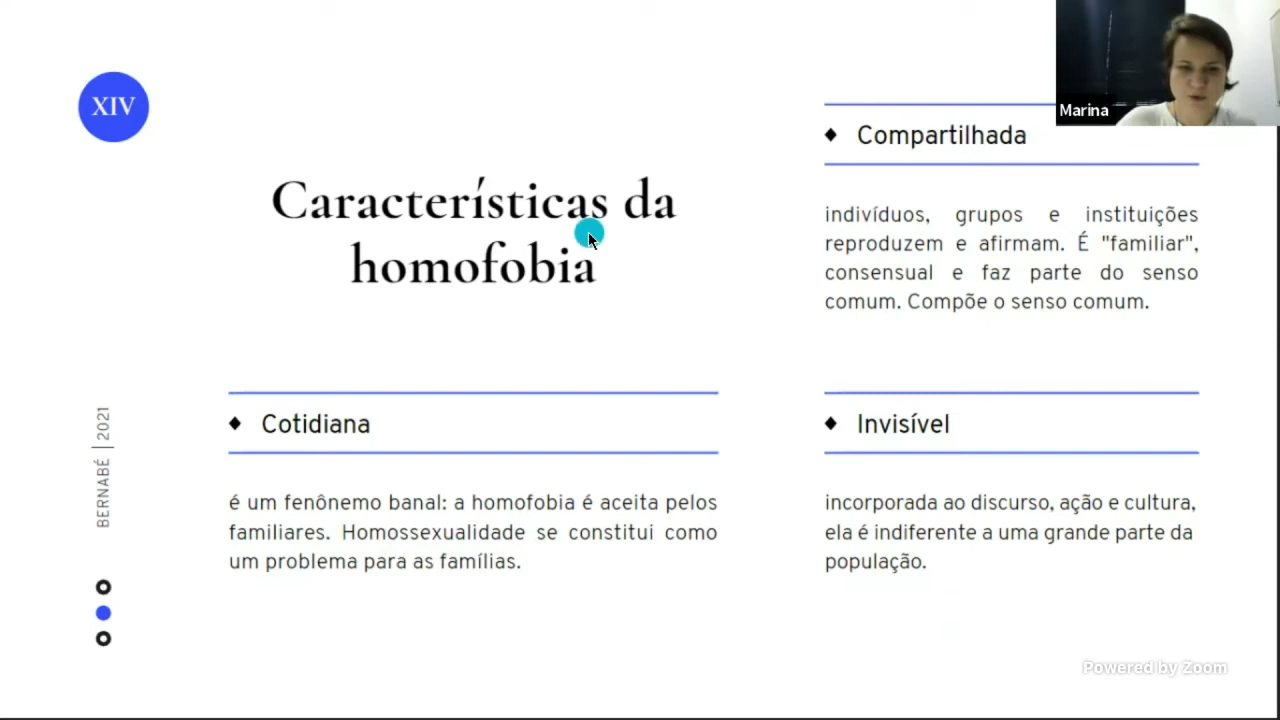 XIV
Marina
Características da
homofobia
Compartilhada
indivíduos, grupos e instituições
reproduzem e afirmam. É "familiar",
consensual e faz parte do senso
comum. Compõe o senso comum.
Cotidiana
é um fenônemo banal: a homofobia é aceita pelos
familiares. Homossexualidade se constitui como
um problema para as famílias.
Invisível
incorporada ao discurso, ação e cultura,
ela é indiferente a uma grande parte da
população.
BERNABÉ | 2021
Powered by Zoom